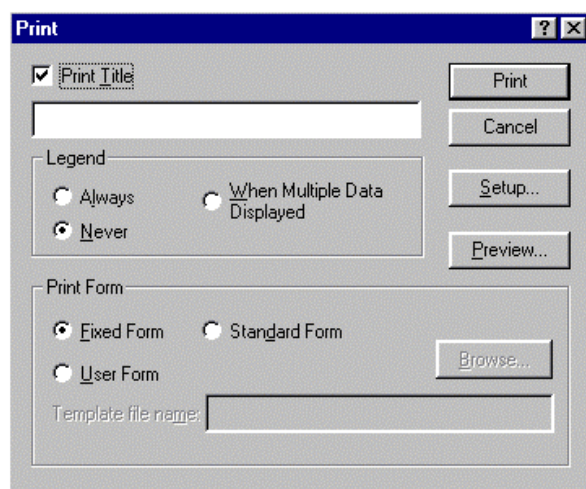 Print
Print Title
Print
Cancel
Legend
Always
When Multiple Data
Displayed
Never
Setup...
Preview...
Print Form
Fixed Form
Standard Form
User Form
Browse...
Template file name: